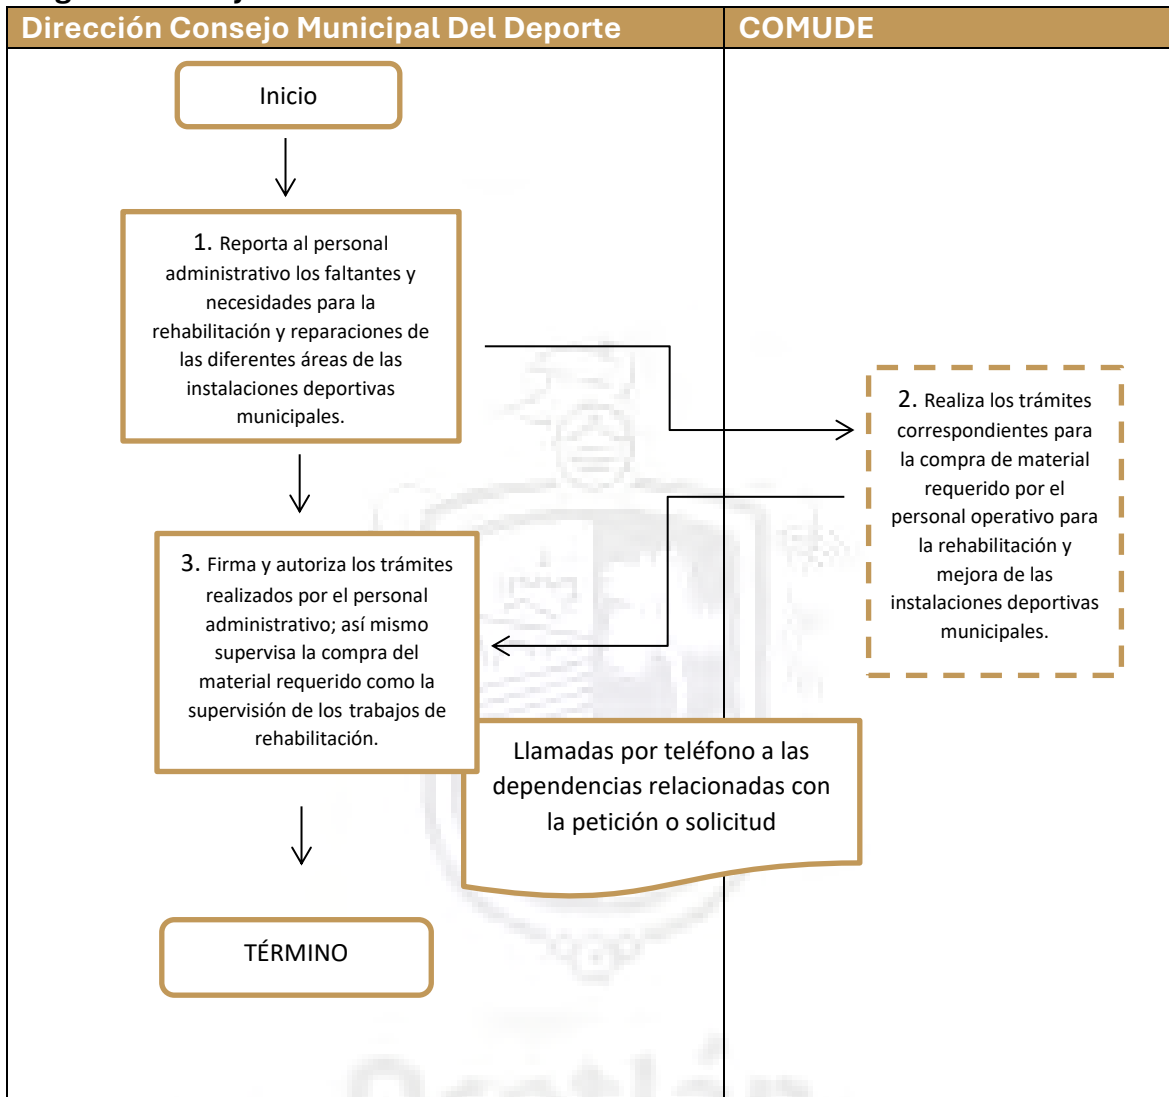 Dirección Consejo Municipal Del Deporte
COMUDE
Inicio
1. Reporta al personal
administrativo los faltantes y
necesidades para la
rehabilitación y reparaciones de
las diferentes áreas de las
instalaciones deportivas
municipales.
2. Realiza los trámites
correspondientes para
la compra de material
requerido por el
personal operativo para
la rehabilitación y
mejora de las
instalaciones deportivas
municipales.
3. Firma y autoriza los trámites
realizados por el personal
administrativo; así mismo
supervisa la compra del
material requerido como la
supervisión de los trabajos de
rehabilitación.
Llamadas por teléfono a las
dependencias relacionadas con
la petición o solicitud
TÉRMINO